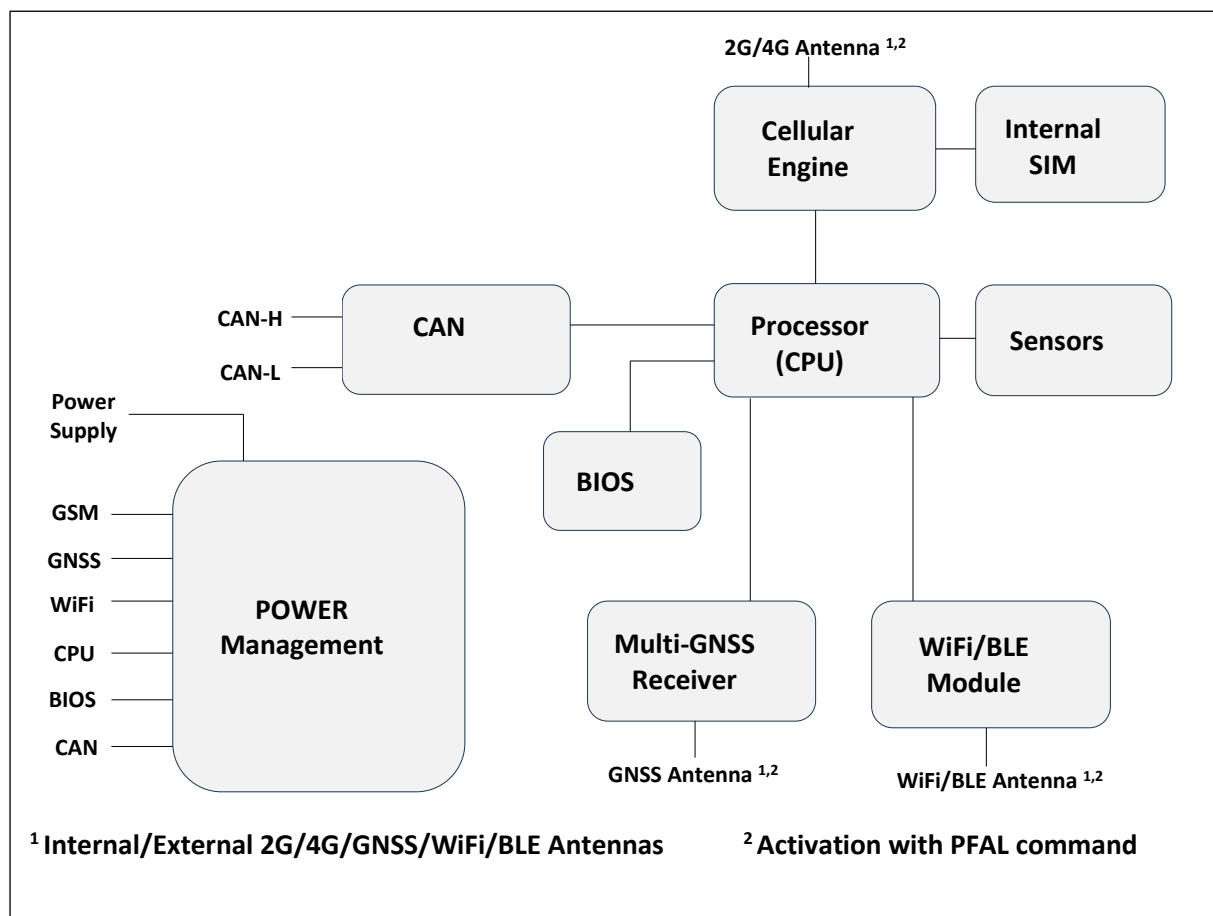 2G/4G Antenna 1,2
Cellular
Engine
Internal
SIM
CAN-H
CAN-L
CAN
Processor
(CPU)
Sensors
Power
Supply
BIOS
GSM
GNSS
WiFi
CPU
BIOS
CAN
POWER
Management
Multi-GNSS
Receiver
WiFi/BLE
Module
GNSS Antenna 1,2
WiFi/BLE Antenna 1,2
1 Internal/External 2G/4G/GNSS/WiFi/BLE Antennas
2 Activation with PFAL command